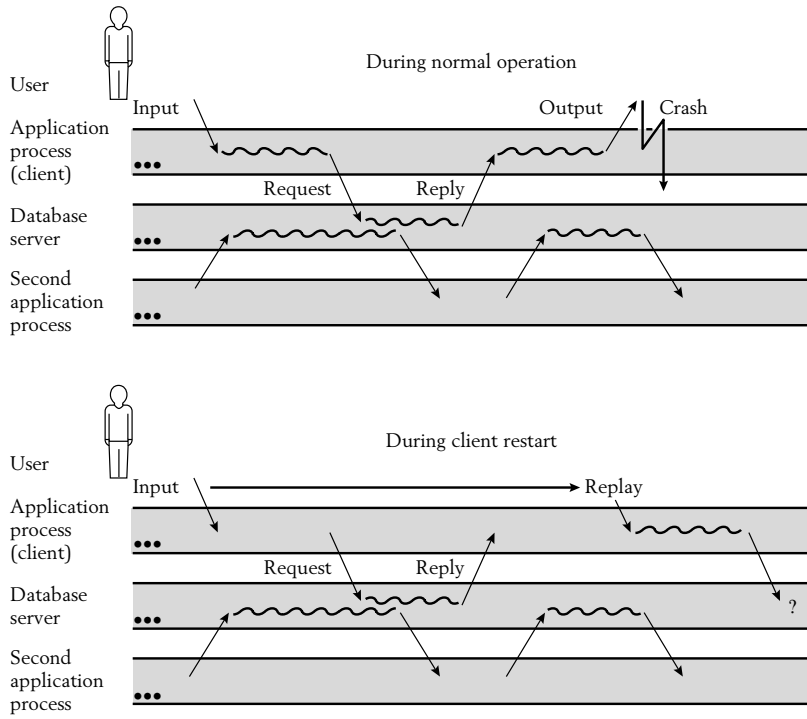 During normal operation
User
Input
Output
Crash
Application
process
(client)
•••
Request
Reply
Database
server
•••
Second
application
process
•••
During client restart
User
Input
Replay
Application
process
(client)
•••
Request
Reply
Database
server
•••
?
Second
application
process
•••